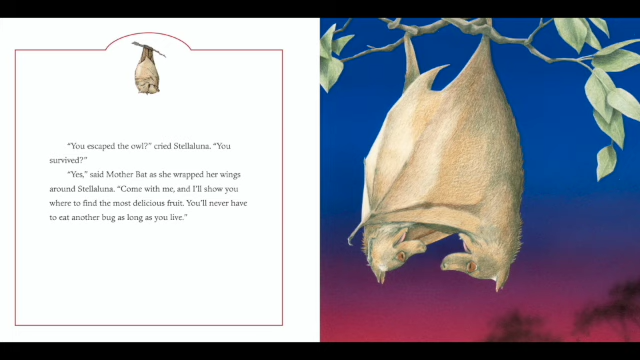 “You escaped the owl?” cried Stellaluna. “You
survived?”
“Yes,” said Mother Bat as she wrapped her wings
around Stellaluna. “Come with me, and I’ll show you
where to find the most delicious fruit. You’ll never have
to eat another bug as long as you live.”